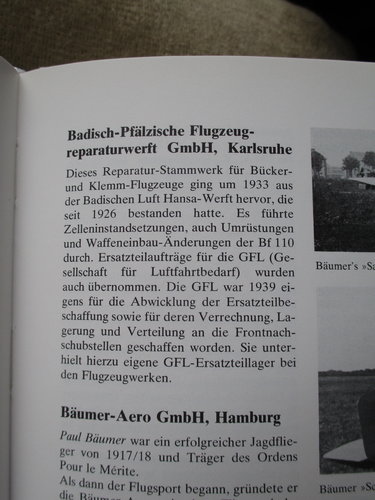 Badisch-Pfälzische Flugzeug-
reparaturwerft GmbH, Karlsruhe
Dieses Reparatur-Stammwerk für Bücker-
und Klemm-Flugzeuge ging um 1933 aus
der Badischen Luft Hansa-Werft hervor, die
seit 1926 bestanden hatte. Es führte
Zelleninstandsetzungen, auch Umrüstungen
und Waffeneinbau-Änderungen der Bf 110
durch. Ersatzteilaufträge für die GFL (Ge-
sellschaft für Luftfahrtbedarf) wurden
auch übernommen. Die GFL war 1939 ei-
gens für die Abwicklung der Ersatzteilbe-
schaffung sowie für deren Verrechnung, La-
gerung und Verteilung an die Frontnach-
schubstellen geschaffen worden. Sie unter-
hielt hierzu eigene GFL-Ersatzteillager bei
den Flugzeugwerken.
Bäumer-Aero GmbH, Hamburg
Paul Bäumer war ein erfolgreicher Jagdflie-
ger von 1917/18 und Träger des Ordens
Pour le Mérite.
Als dann der Flugsport begann, gründete er
Bäumer's »Sa
Bäumer »Sa